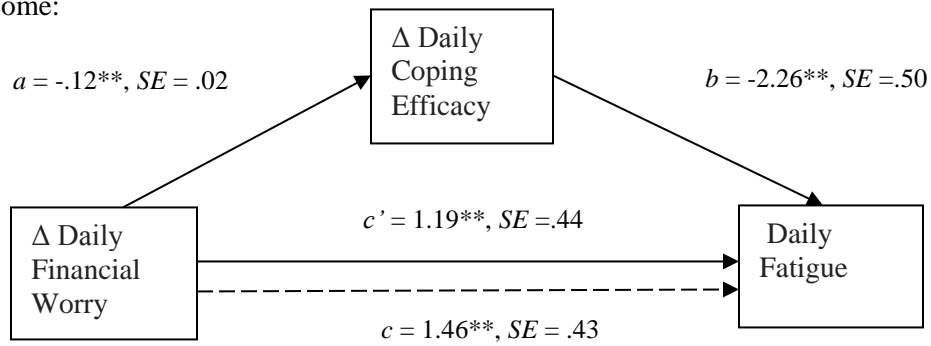 ome:
Δ Daily
Coping
Efficacy
a = -.12**, SE = .02
b = -2.26**, SE =.50
c’ = 1.19**, SE =.44
Δ Daily
Financial
Worry
Daily
Fatigue
c = 1.46**, SE = .43